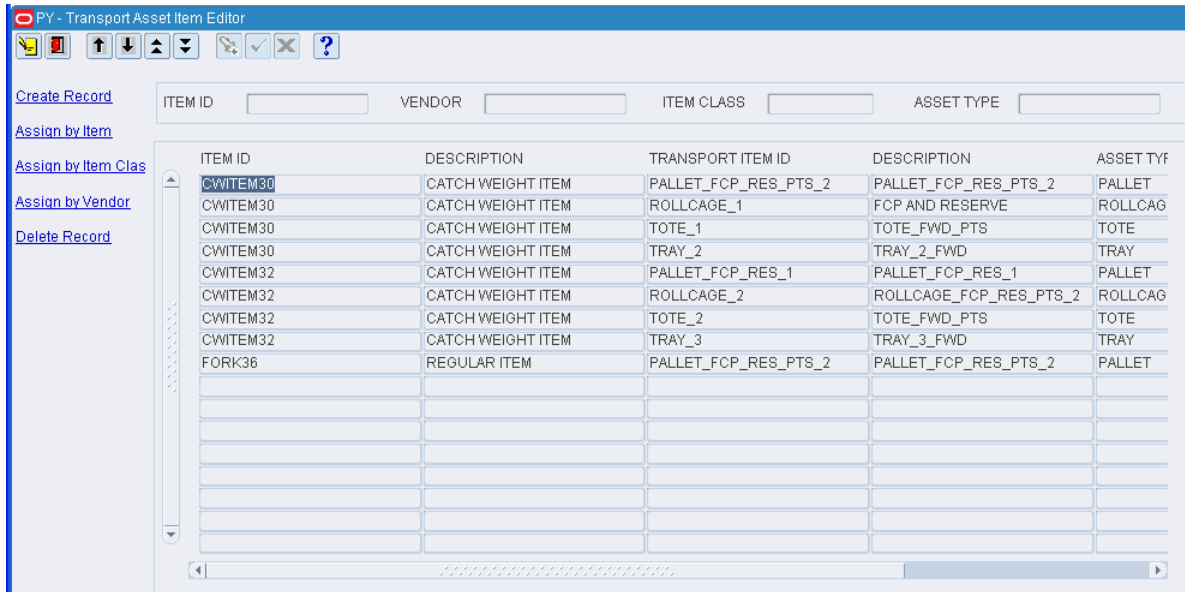 PY - Transport Asset Item Editor
?
Create Record
Assign by Item
Assign by Item Clas
Assign by Vendor
Delete Record
ITEM ID VENDOR ITEM CLASS ASSET TYPE
ITEM ID DESCRIPTION TRANSPORT ITEM ID DESCRIPTION ASSET TYF
CWITEM30 CATCH WEIGHT ITEM PALLET_FCP_RES_PTS_2 PALLET_FCP_RES_PTS_2 PALLET
CWITEM30 CATCH WEIGHT ITEM ROLLCAGE_1 FCP AND RESERVE ROLLCAG
CWITEM30 CATCH WEIGHT ITEM TOTE_1 TOTE_FWD_PTS TOTE
CWITEM30 CATCH WEIGHT ITEM TRAY_2 TRAY_2_FWD TRAY
CWITEM32 CATCH WEIGHT ITEM PALLET_FCP_RES_1 PALLET_FCP_RES_1 PALLET
CWITEM32 CATCH WEIGHT ITEM ROLLCAGE_2 ROLLCAGE_FCP_RES_PTS_2 ROLLCAG
CWITEM32 CATCH WEIGHT ITEM TOTE_2 TOTE_FWD_PTS TOTE
CWITEM32 CATCH WEIGHT ITEM TRAY_3 TRAY_3_FWD TRAY
FORK36 REGULAR ITEM PALLET_FCP_RES_PTS_2 PALLET_FCP_RES_PTS_2 PALLET